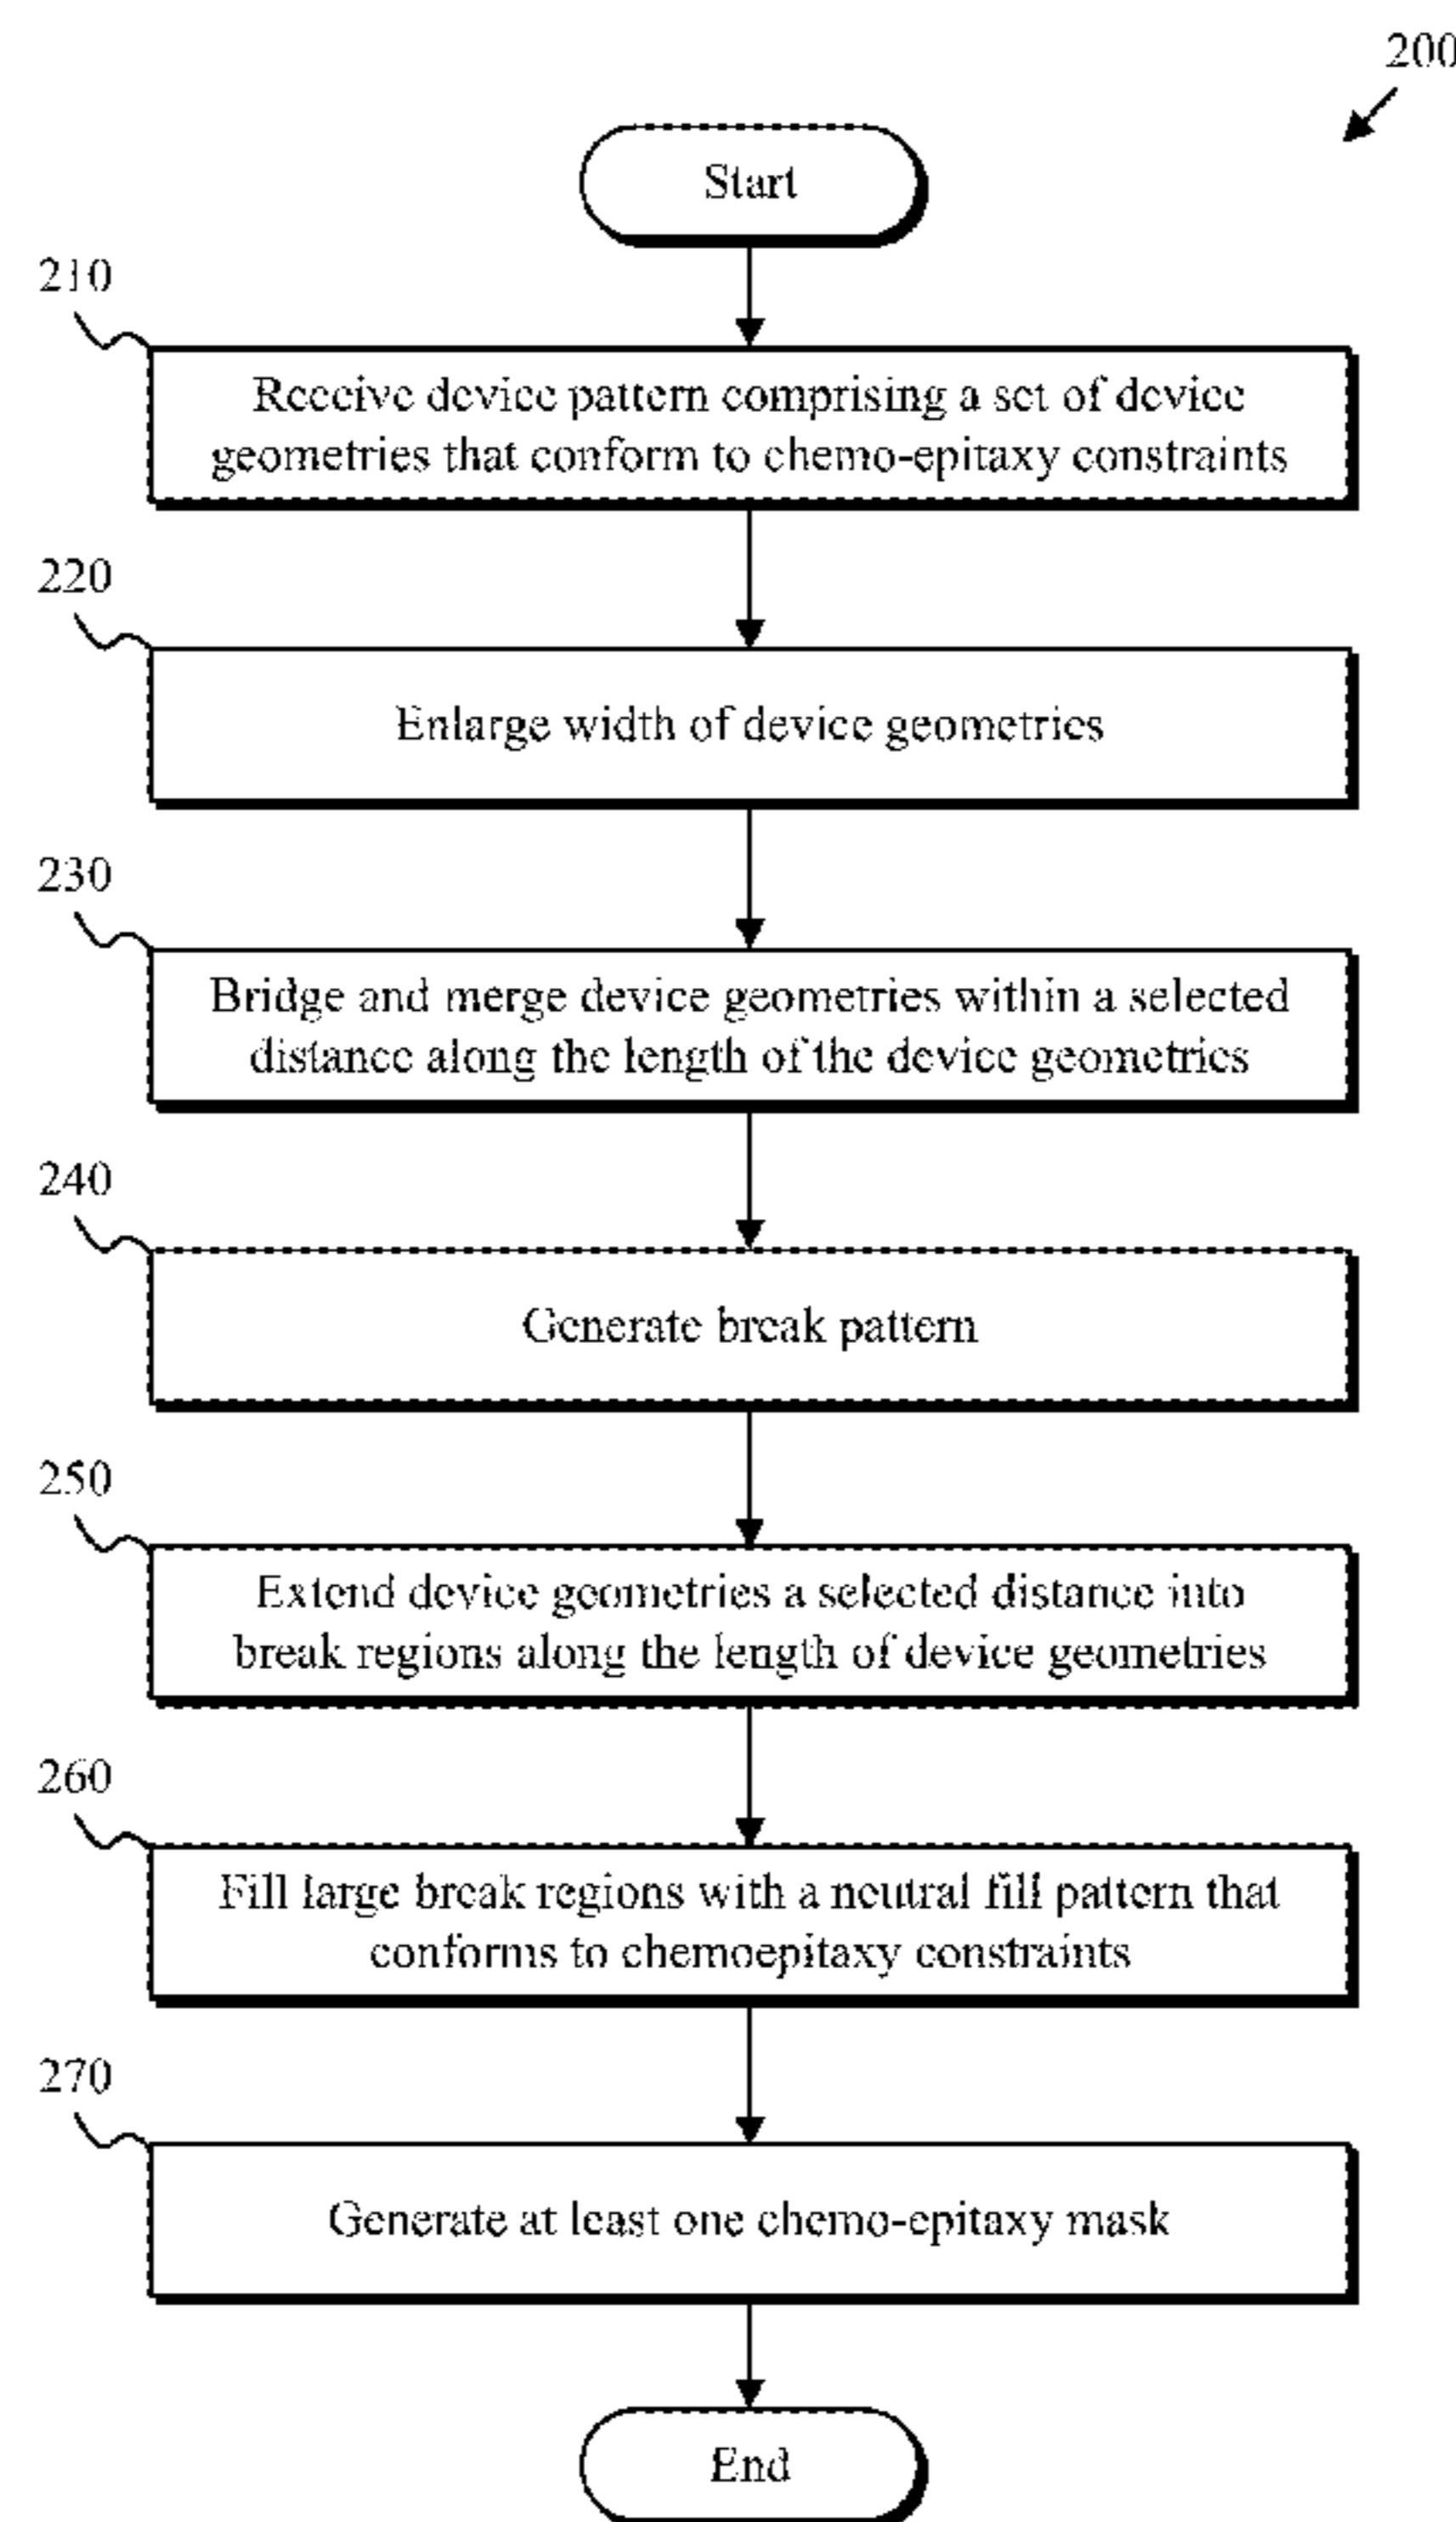 200
Start
210
Receive device pattern comprising a set of device
geometries that conform to chemo-epitaxy constraints
220
Enlarge width of device geometries
230
Bridge and merge device geometries within a selected
distance along the length of the device geometries
240
Generate break pattern
250
Extend device geometries a selected distance into
break regions along the length of device geometries
260
Fill large break regions with a neutral fill pattern that
conforms to chemoepitaxy constraints
270
Generate at least one chemo-epitaxy mask
End